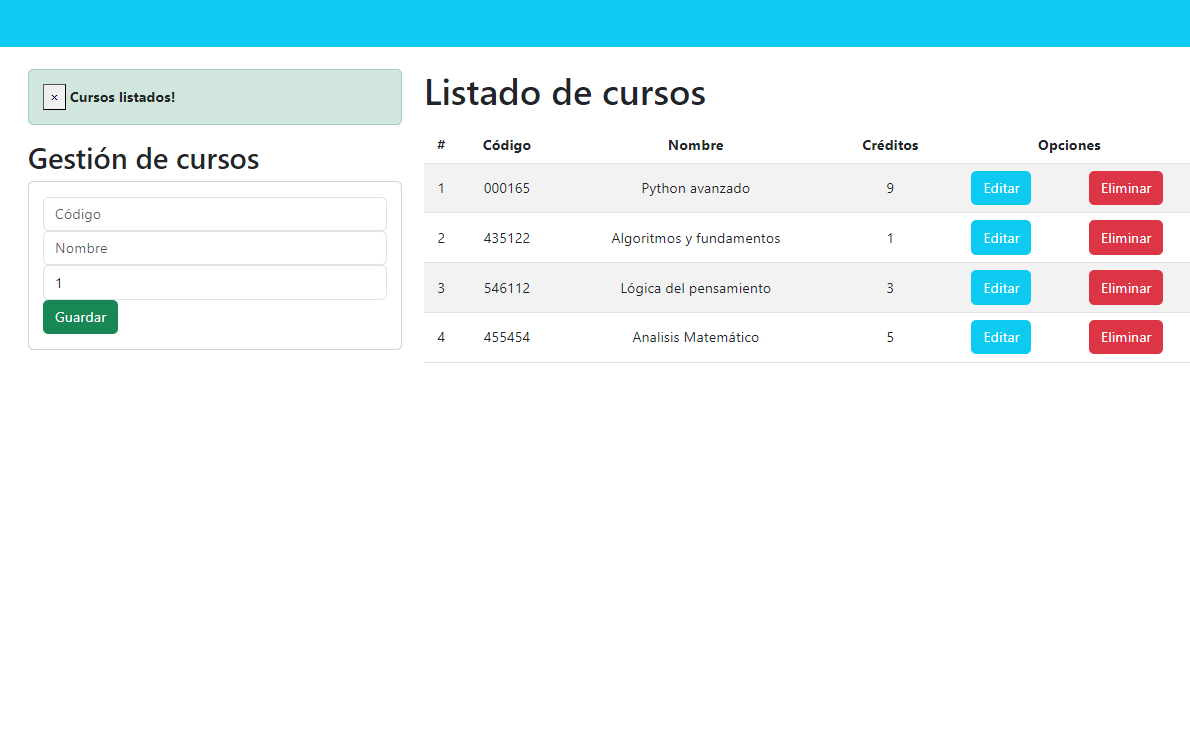 × Cursos listados!
Gestión de cursos
Código
Nombre
1
Guardar
Listado de cursos
# Código Nombre Créditos Opciones
1 000165 Python avanzado 9 Editar Eliminar
2 435122 Algoritmos y fundamentos 1 Editar Eliminar
3 546112 Lógica del pensamiento 3 Editar Eliminar
4 455454 Analisis Matemático 5 Editar Eliminar